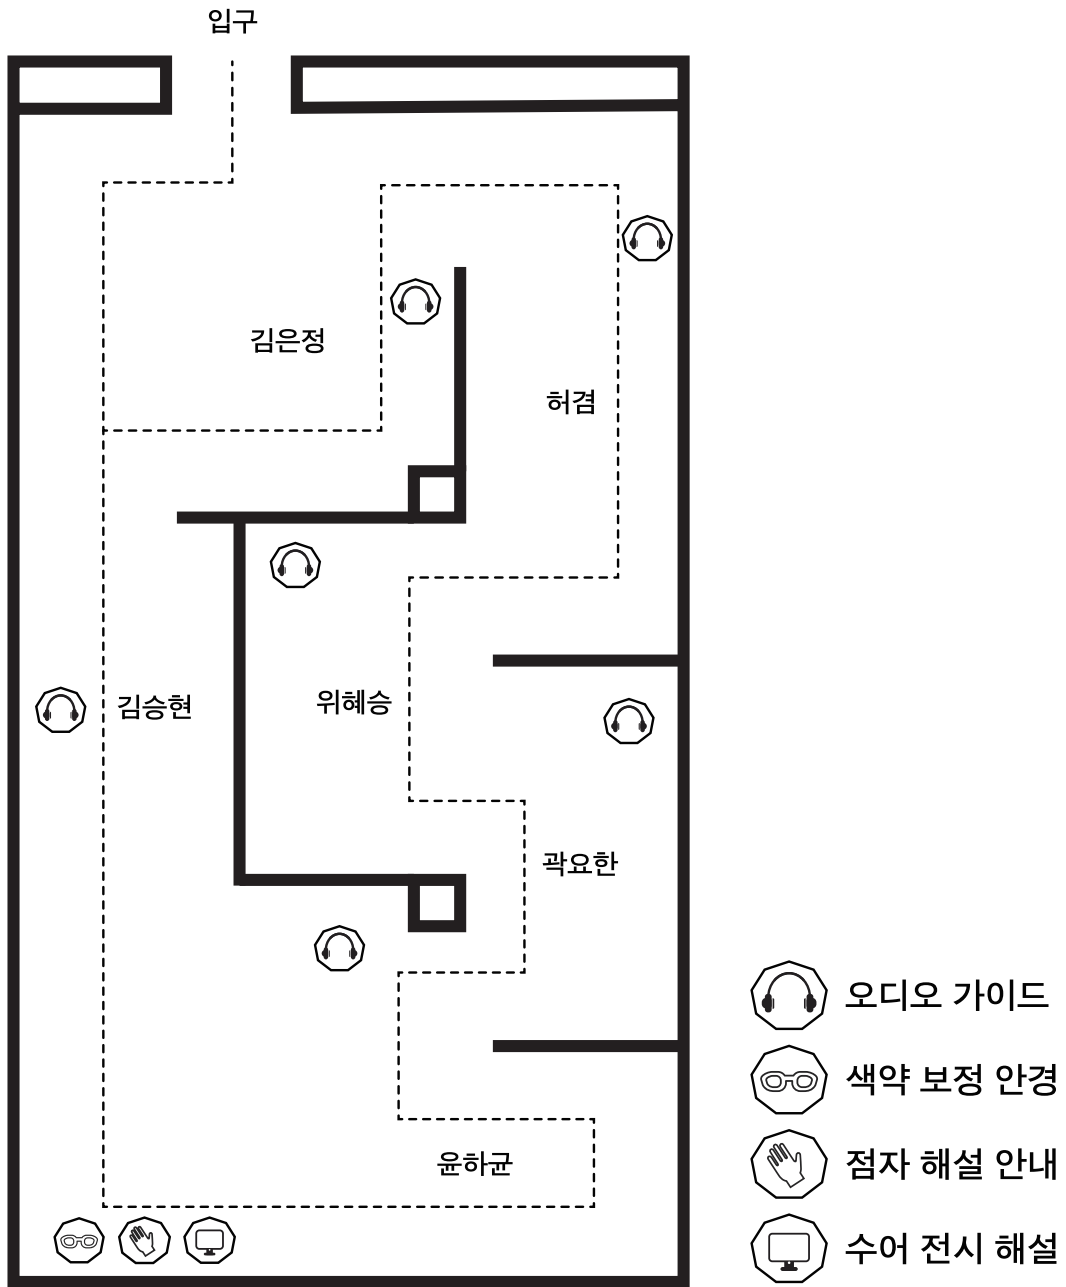 입구
김은정
허겸
김승현
위혜승
곽요한
윤하균
오디오 가이드
색약 보정 안경
점자 해설 안내
수어 전시 해설